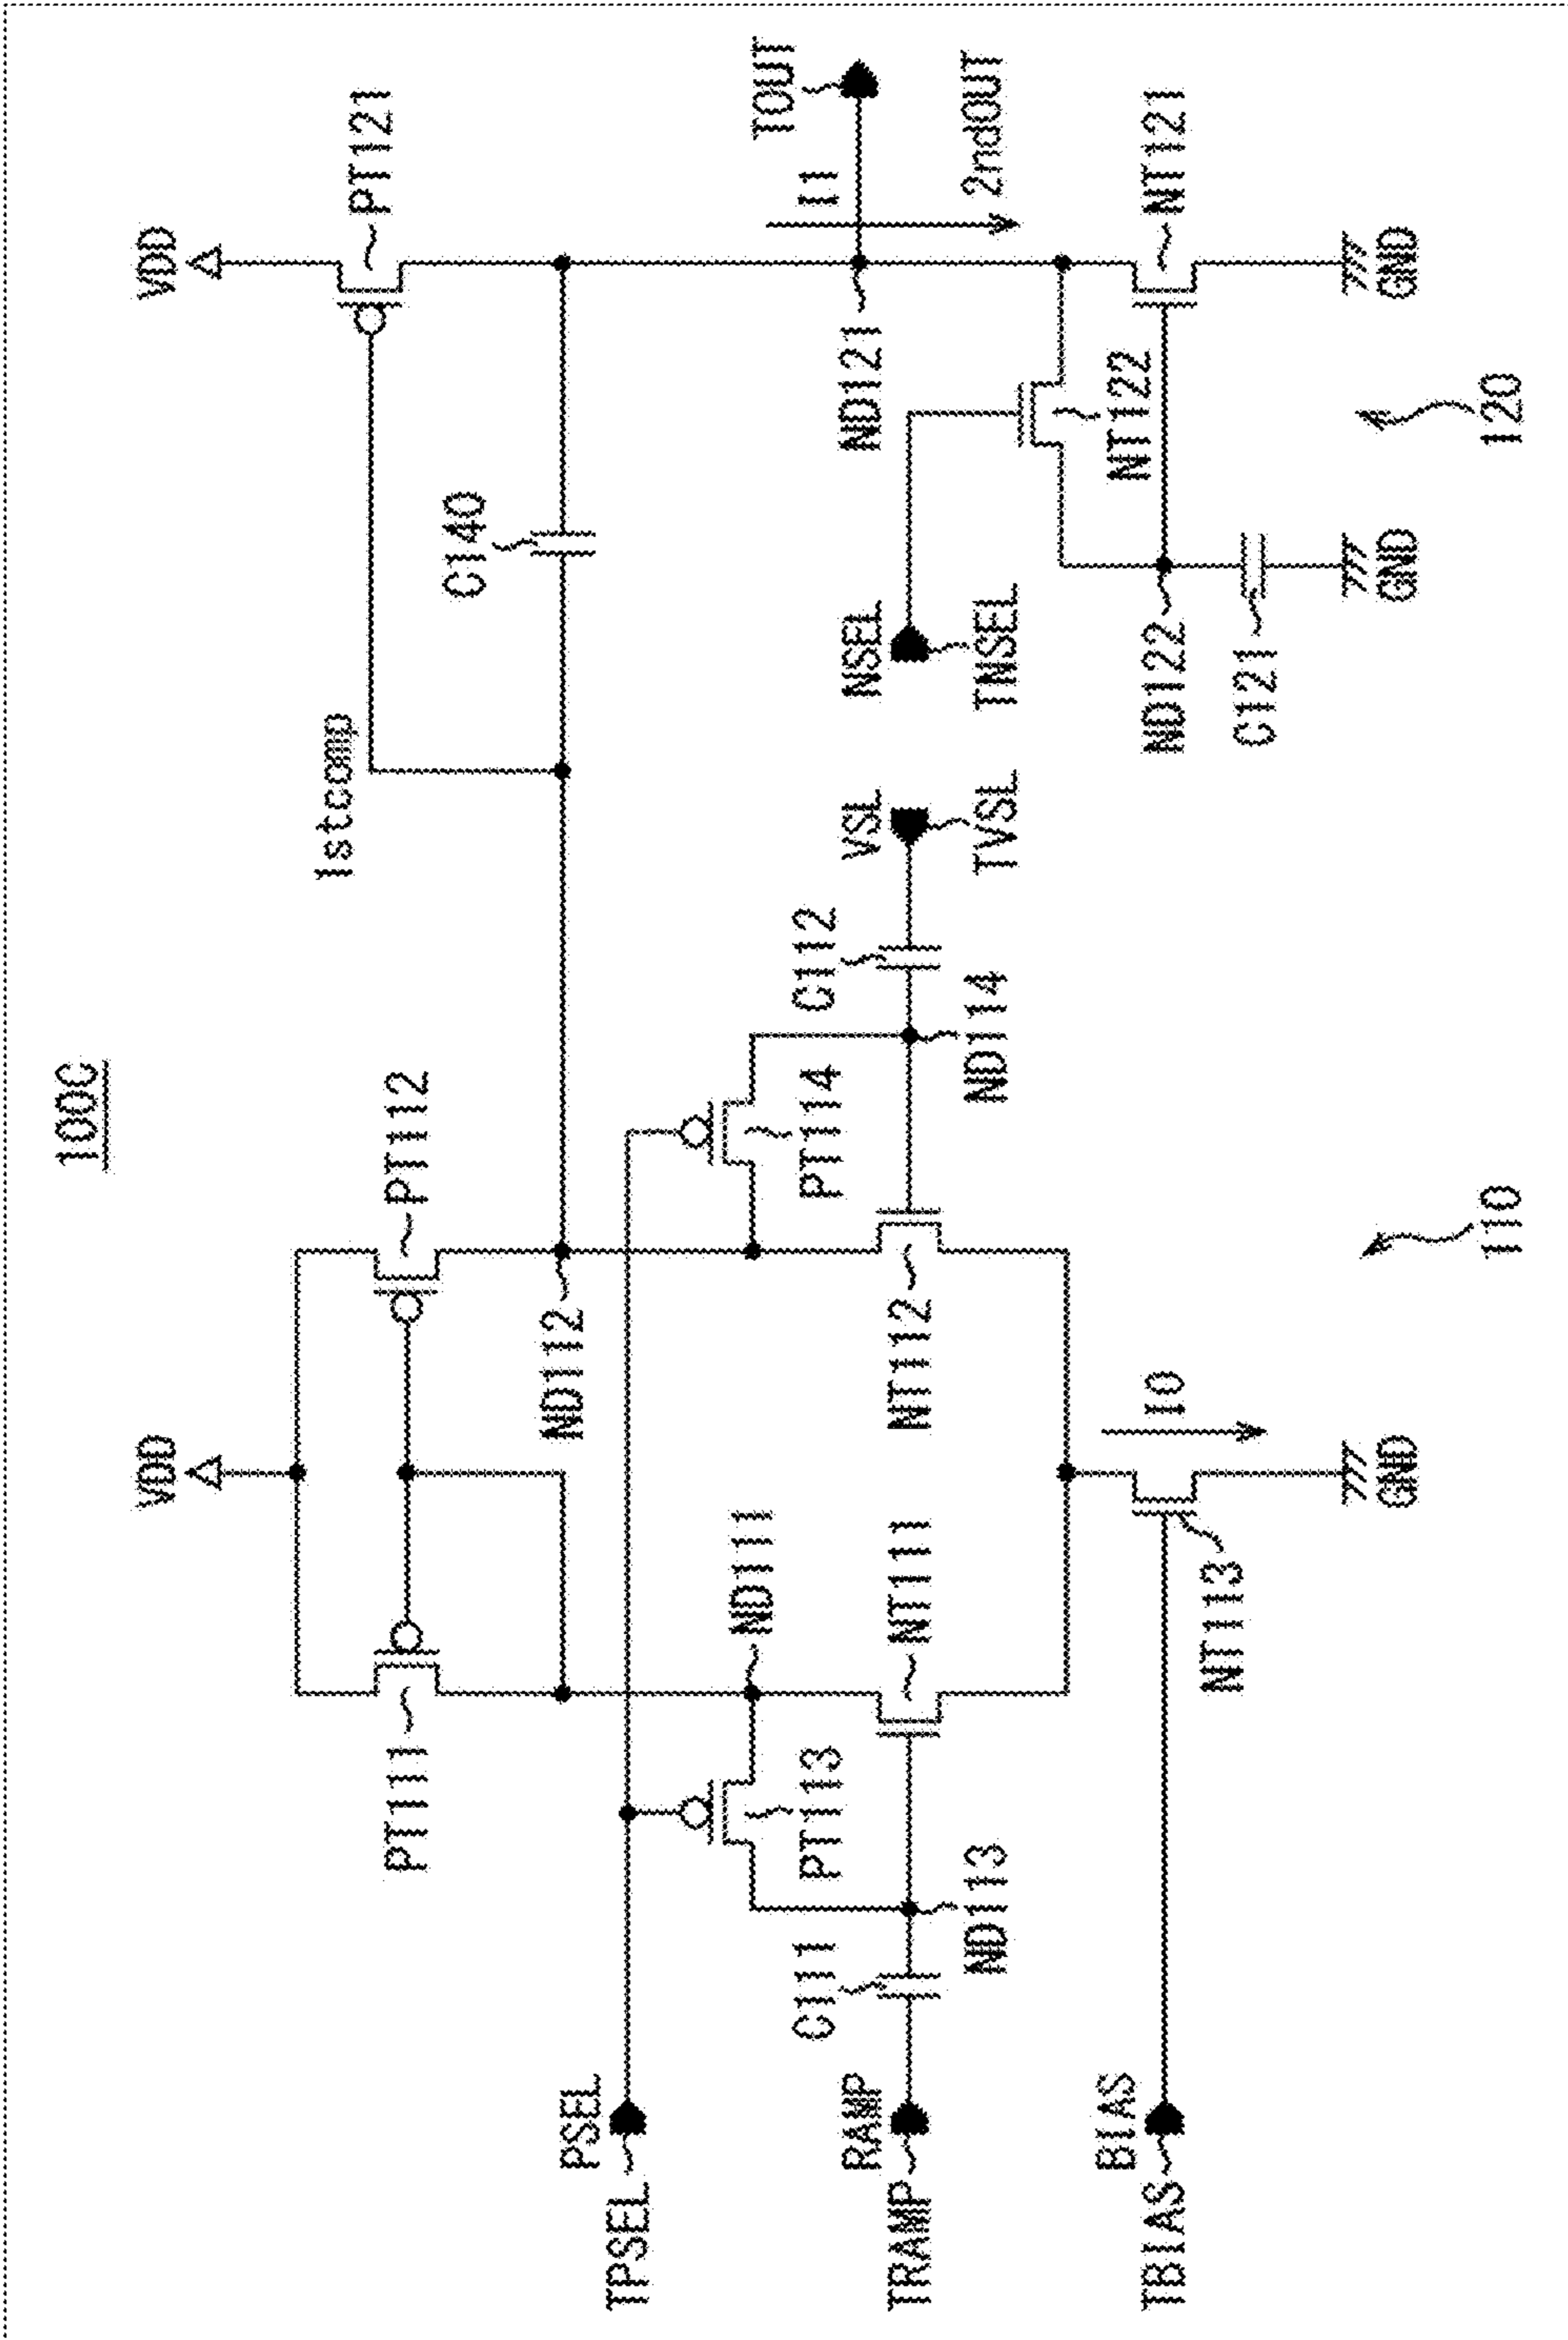 100C
VDD
VDD
PT111
PT112
PT121
1stcomp
C140
ND112
PSEL
TPSEL
ND111
PT113
PT114
C111
C112
TOUT
I1
2ndOUT
RAMP
TRAMP
NT111
NT112
VSL
TVSL
NSEL
TNSEL
ND121
ND113
ND114
NT122
NT121
BIAS
TBIAS
NT113
I0
ND122
C121
GND
GND
GND
110
120